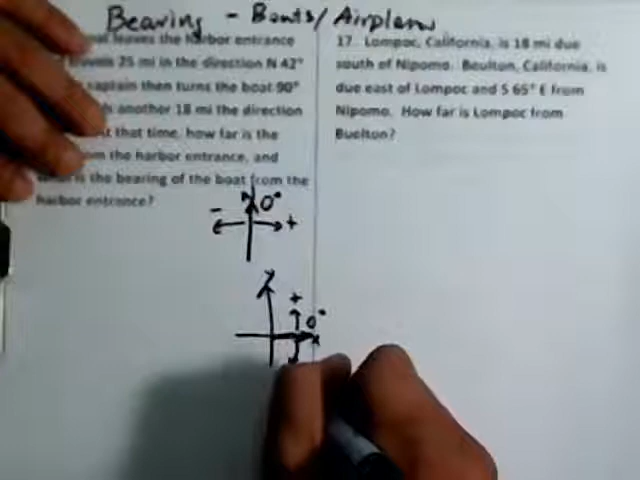 Bearing - Boats/Airplane
leaves the harbor entrance
25 mi in the direction N 42°
captain then turns the boat 90°
another 18 mi the direction
that time, how far is the
the harbor entrance, and
is the bearing of the boat from the
harbor entrance?
17. Lompoc, California, is 18 mi due
south of Nipomo. Beulton, California, is
due east of Lompoc and S 65° E from
Nipomo. How far is Lompoc from
Buelton?
N 0°
- +
y
+
0°
x